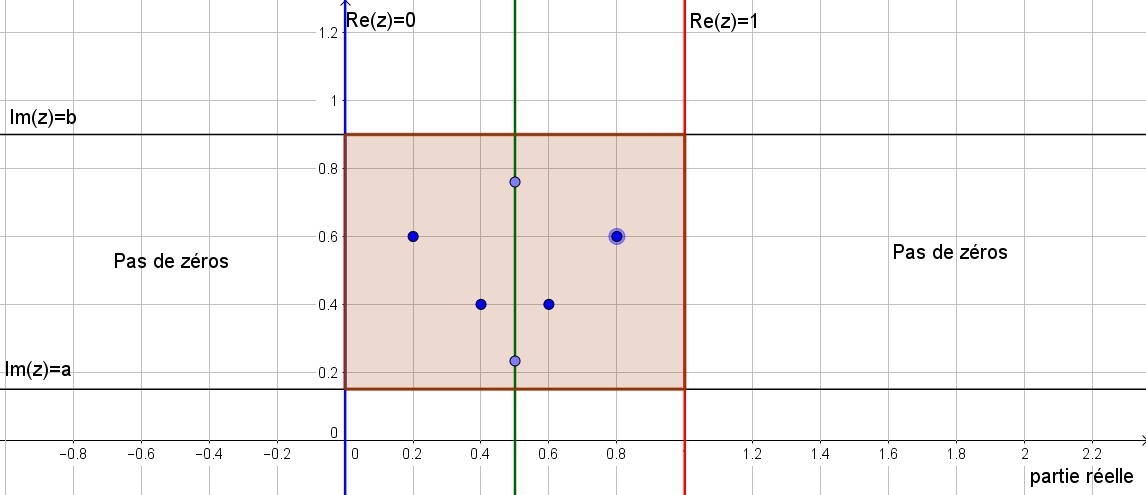 Re(z)=0
Re(z)=1
1.2
Im(z)=b
1
0.8
0.6
Pas de zéros
Pas de zéros
0.4
Im(z)=a
0.2
0
−0.8 −0.6 −0.4 −0.2 0 0.2 0.4 0.6 0.8 1.2 1.4 1.6 1.8 2 2.2
partie réelle